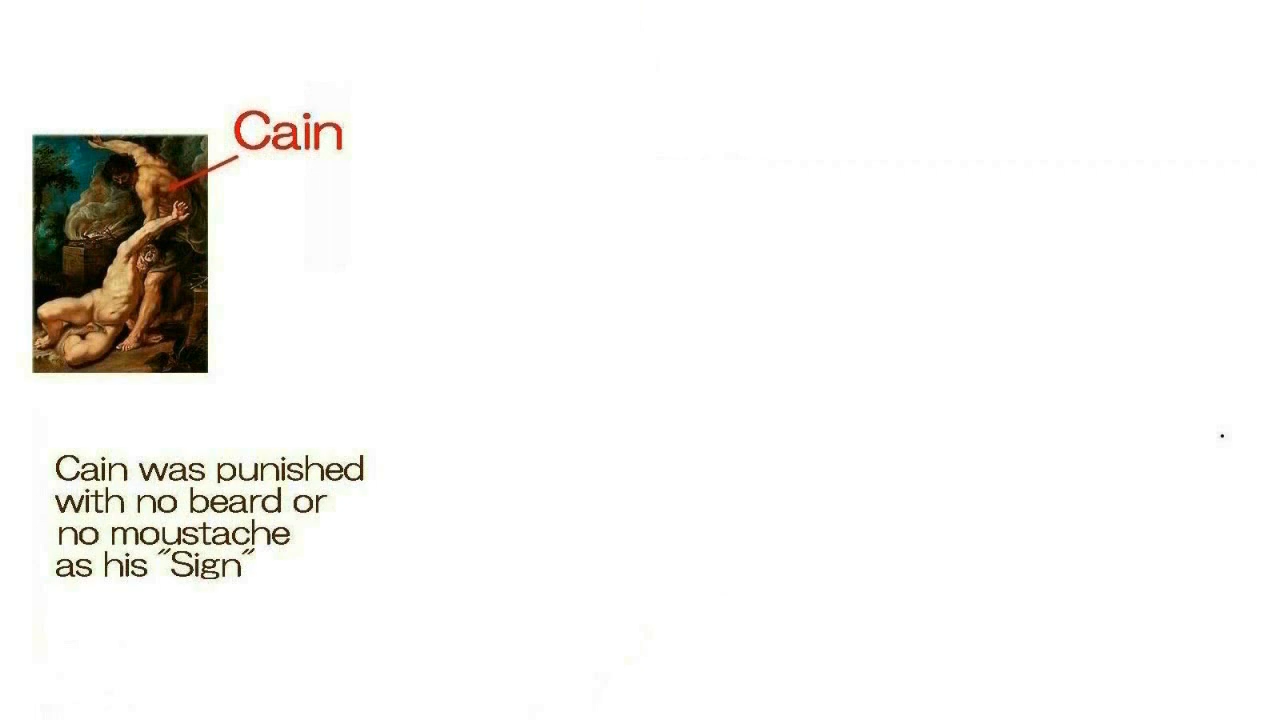 Cain
Cain was punished
with no beard or
no moustache
as his "Sign"